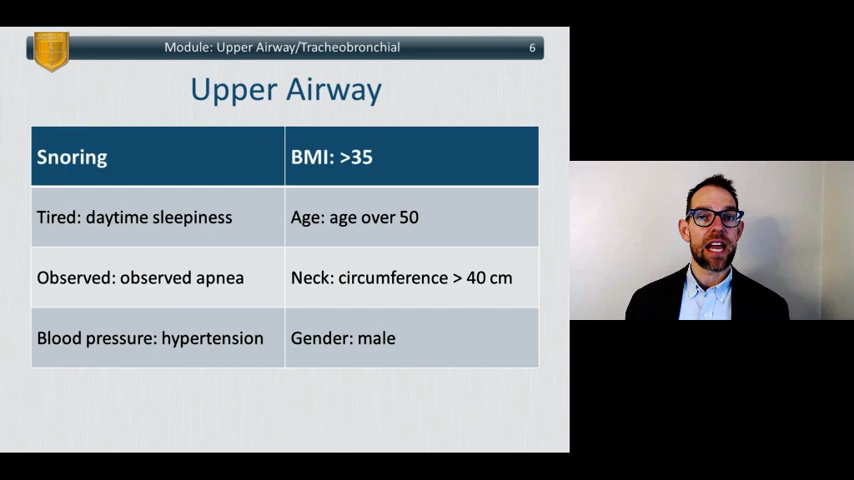 Module: Upper Airway/Tracheobronchial 6
Upper Airway
Snoring BMI: >35
Tired: daytime sleepiness Age: age over 50
Observed: observed apnea Neck: circumference > 40 cm
Blood pressure: hypertension Gender: male